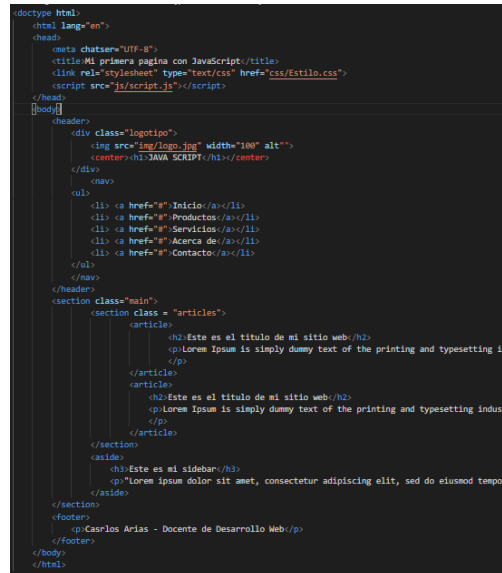 <doctype html>
<html lang="en">
<head>
<meta chatser="UTF-8">
<title>Mi primera pagina con JavaScript</title>
<link rel="stylesheet" type="text/css" href="css/Estilo.css">
<script src="js/script.js"></script>
</head>
<body>
<header>
<div class="logotipo">
<img src="img/logo.jpg" width="100" alt"">
<center><h1>JAVA SCRIPT</h1></center>
</div>
<nav>
<ul>
<li> <a href="#">Inicio</a></li>
<li> <a href="#">Productos</a></li>
<li> <a href="#">Servicios</a></li>
<li> <a href="#">Acerca de</a></li>
<li> <a href="#">Contacto</a></li>
</ul>
</nav>
</header>
<section class="main">
<section class = "articles">
<article>
<h2>Este es el titulo de mi sitio web</h2>
<p>Lorem Ipsum is simply dummy text of the printing and typesetting i
</p>
</article>
<article>
<h2>Este es el titulo de mi sitio web</h2>
<p>Lorem Ipsum is simply dummy text of the printing and typesetting indus
</p>
</article>
</section>
<aside>
<h3>Este es mi sidebar</h3>
<p>"Lorem ipsum dolor sit amet, consectetur adipiscing elit, sed do eiusmod tempo
</aside>
</section>
<footer>
<p>Casrlos Arias - Docente de Desarrollo Web</p>
</footer>
</body>
</html>